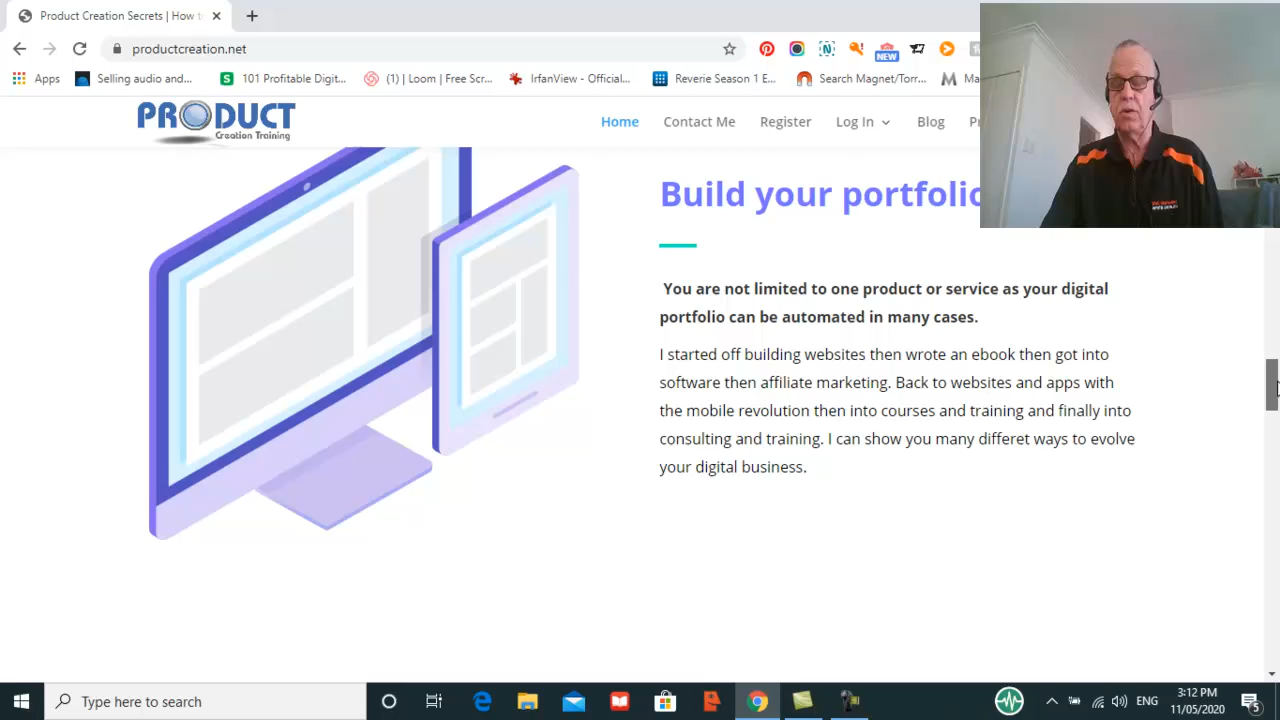 Product Creation Secrets | How to
productcreation.net
NEW
Apps
Selling audio and...
101 Profitable Digit...
(1) | Loom | Free Scr...
IrfanView - Official...
Reverie Season 1 E...
Search Magnet/Torr...
Ma
PRODUCT
Creation Training
Home
Contact Me
Register
Log In
Blog
Build your portfolio
You are not limited to one product or service as your digital
portfolio can be automated in many cases.
I started off building websites then wrote an ebook then got into
software then affiliate marketing. Back to websites and apps with
the mobile revolution then into courses and training and finally into
consulting and training. I can show you many differet ways to evolve
your digital business.
Type here to search
ENG
3:12 PM
11/05/2020
5